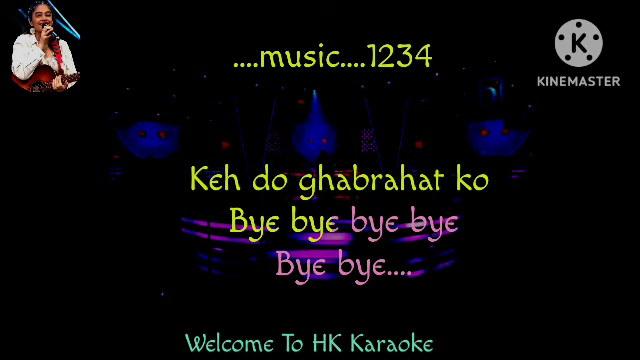 ....music....1234
KINEMASTER
Keh do ghabrahat ko
Bye bye bye bye
Bye bye....
Welcome To HK Karaoke